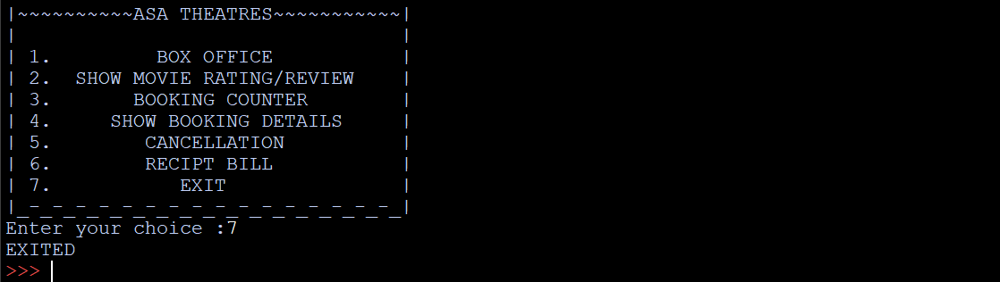 |~~~~~~~~~~ASA THEATRES~~~~~~~~~~~|
|                                  |
| 1.         BOX OFFICE            |
| 2.  SHOW MOVIE RATING/REVIEW     |
| 3.       BOOKING COUNTER         |
| 4.     SHOW BOOKING DETAILS      |
| 5.        CANCELLATION           |
| 6.        RECIPT BILL            |
| 7.           EXIT                |
|_-_-_-_-_-_-_-_-_-_-_-_-_-_-_-_-_-_|
Enter your choice :7
EXITED
>>>